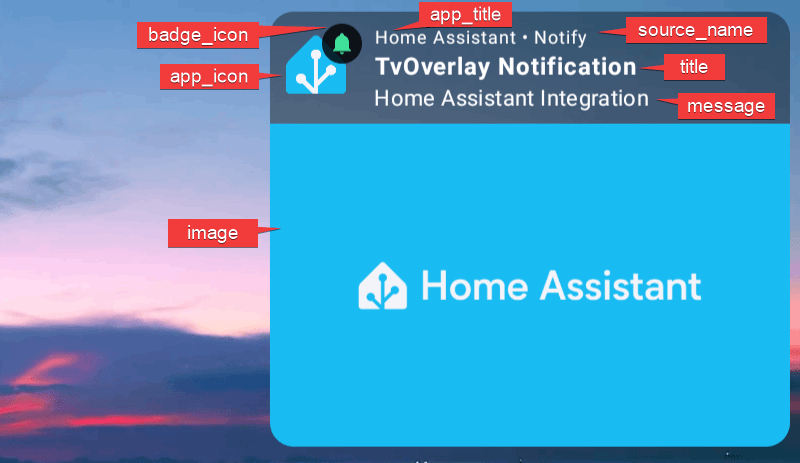 app_title
badge_icon
source_name
Home Assistant • Notify
app_icon
TvOverlay Notification
title
Home Assistant Integration
message
image
Home Assistant